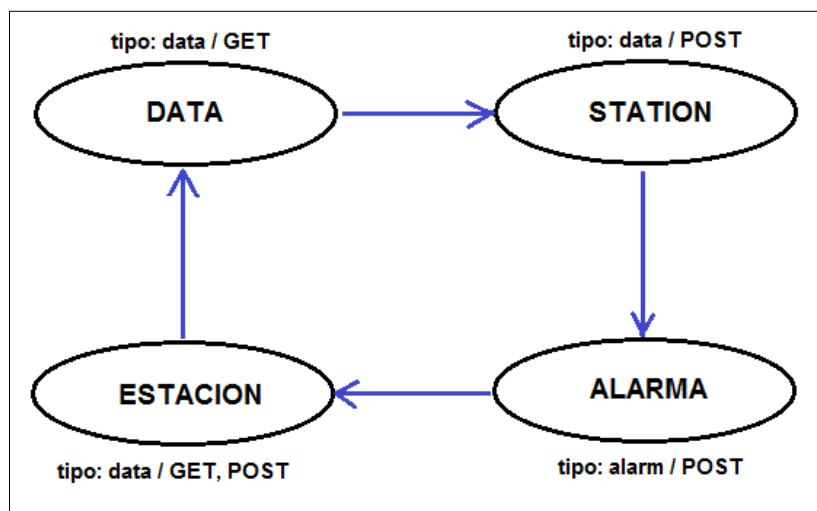 tipo: data / GET
DATA
tipo: data / POST
STATION
ESTACION
tipo: data / GET, POST
ALARMA
tipo: alarm / POST